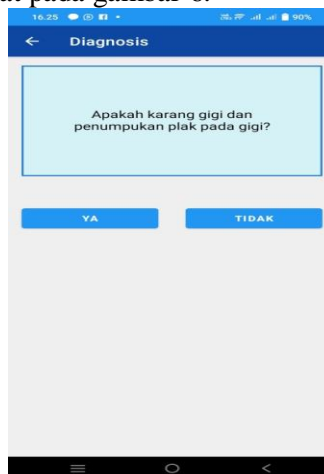 at pada gambar 6.
16.25
90%
Diagnosis
Apakah karang gigi dan
penumpukan plak pada gigi?
YA
TIDAK